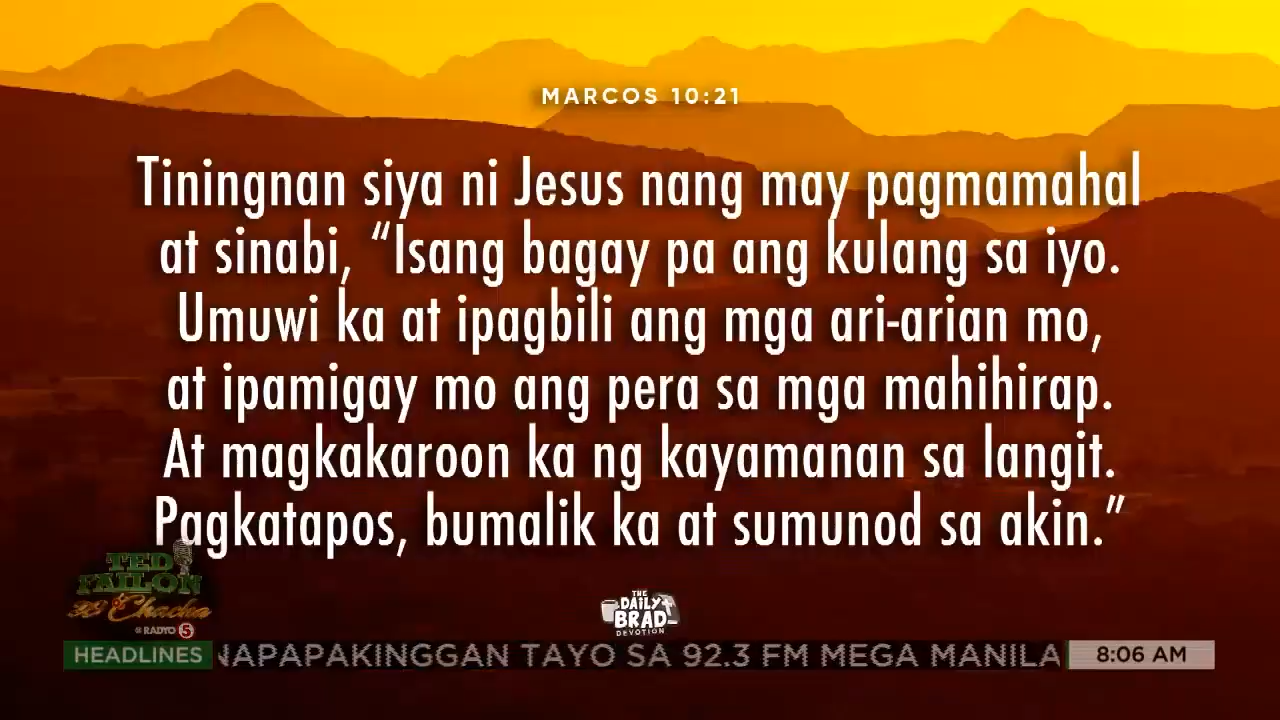 MARCOS 10:21
Tiningnan siya ni Jesus nang may pagmamahal
at sinabi, “Isang bagay pa ang kulang sa iyo.
Umuwi ka at ipagbili ang mga ari-arian mo,
at ipamigay mo ang pera sa mga mahihirap.
At magkakaroon ka ng kayamanan sa langit.
Pagkatapos, bumalik ka at sumunod sa akin.”
TED
FAILON
& Chacha
@ RADYO 5
THE
DAILY
BRAD
DEVOTION
HEADLINES NAPAPAKINGGAN TAYO SA 92.3 FM MEGA MANILA 8:06 AM